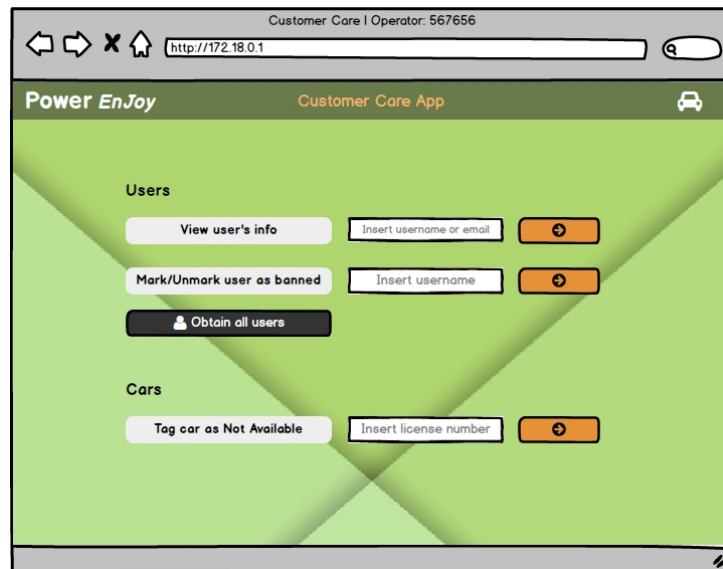 Customer Care | Operator: 567656
http://172.18.0.1
Power EnJoy
Customer Care App
Users
View user's info
Insert username or email
Mark/Unmark user as banned
Insert username
Obtain all users
Cars
Tag car as Not Available
Insert license number